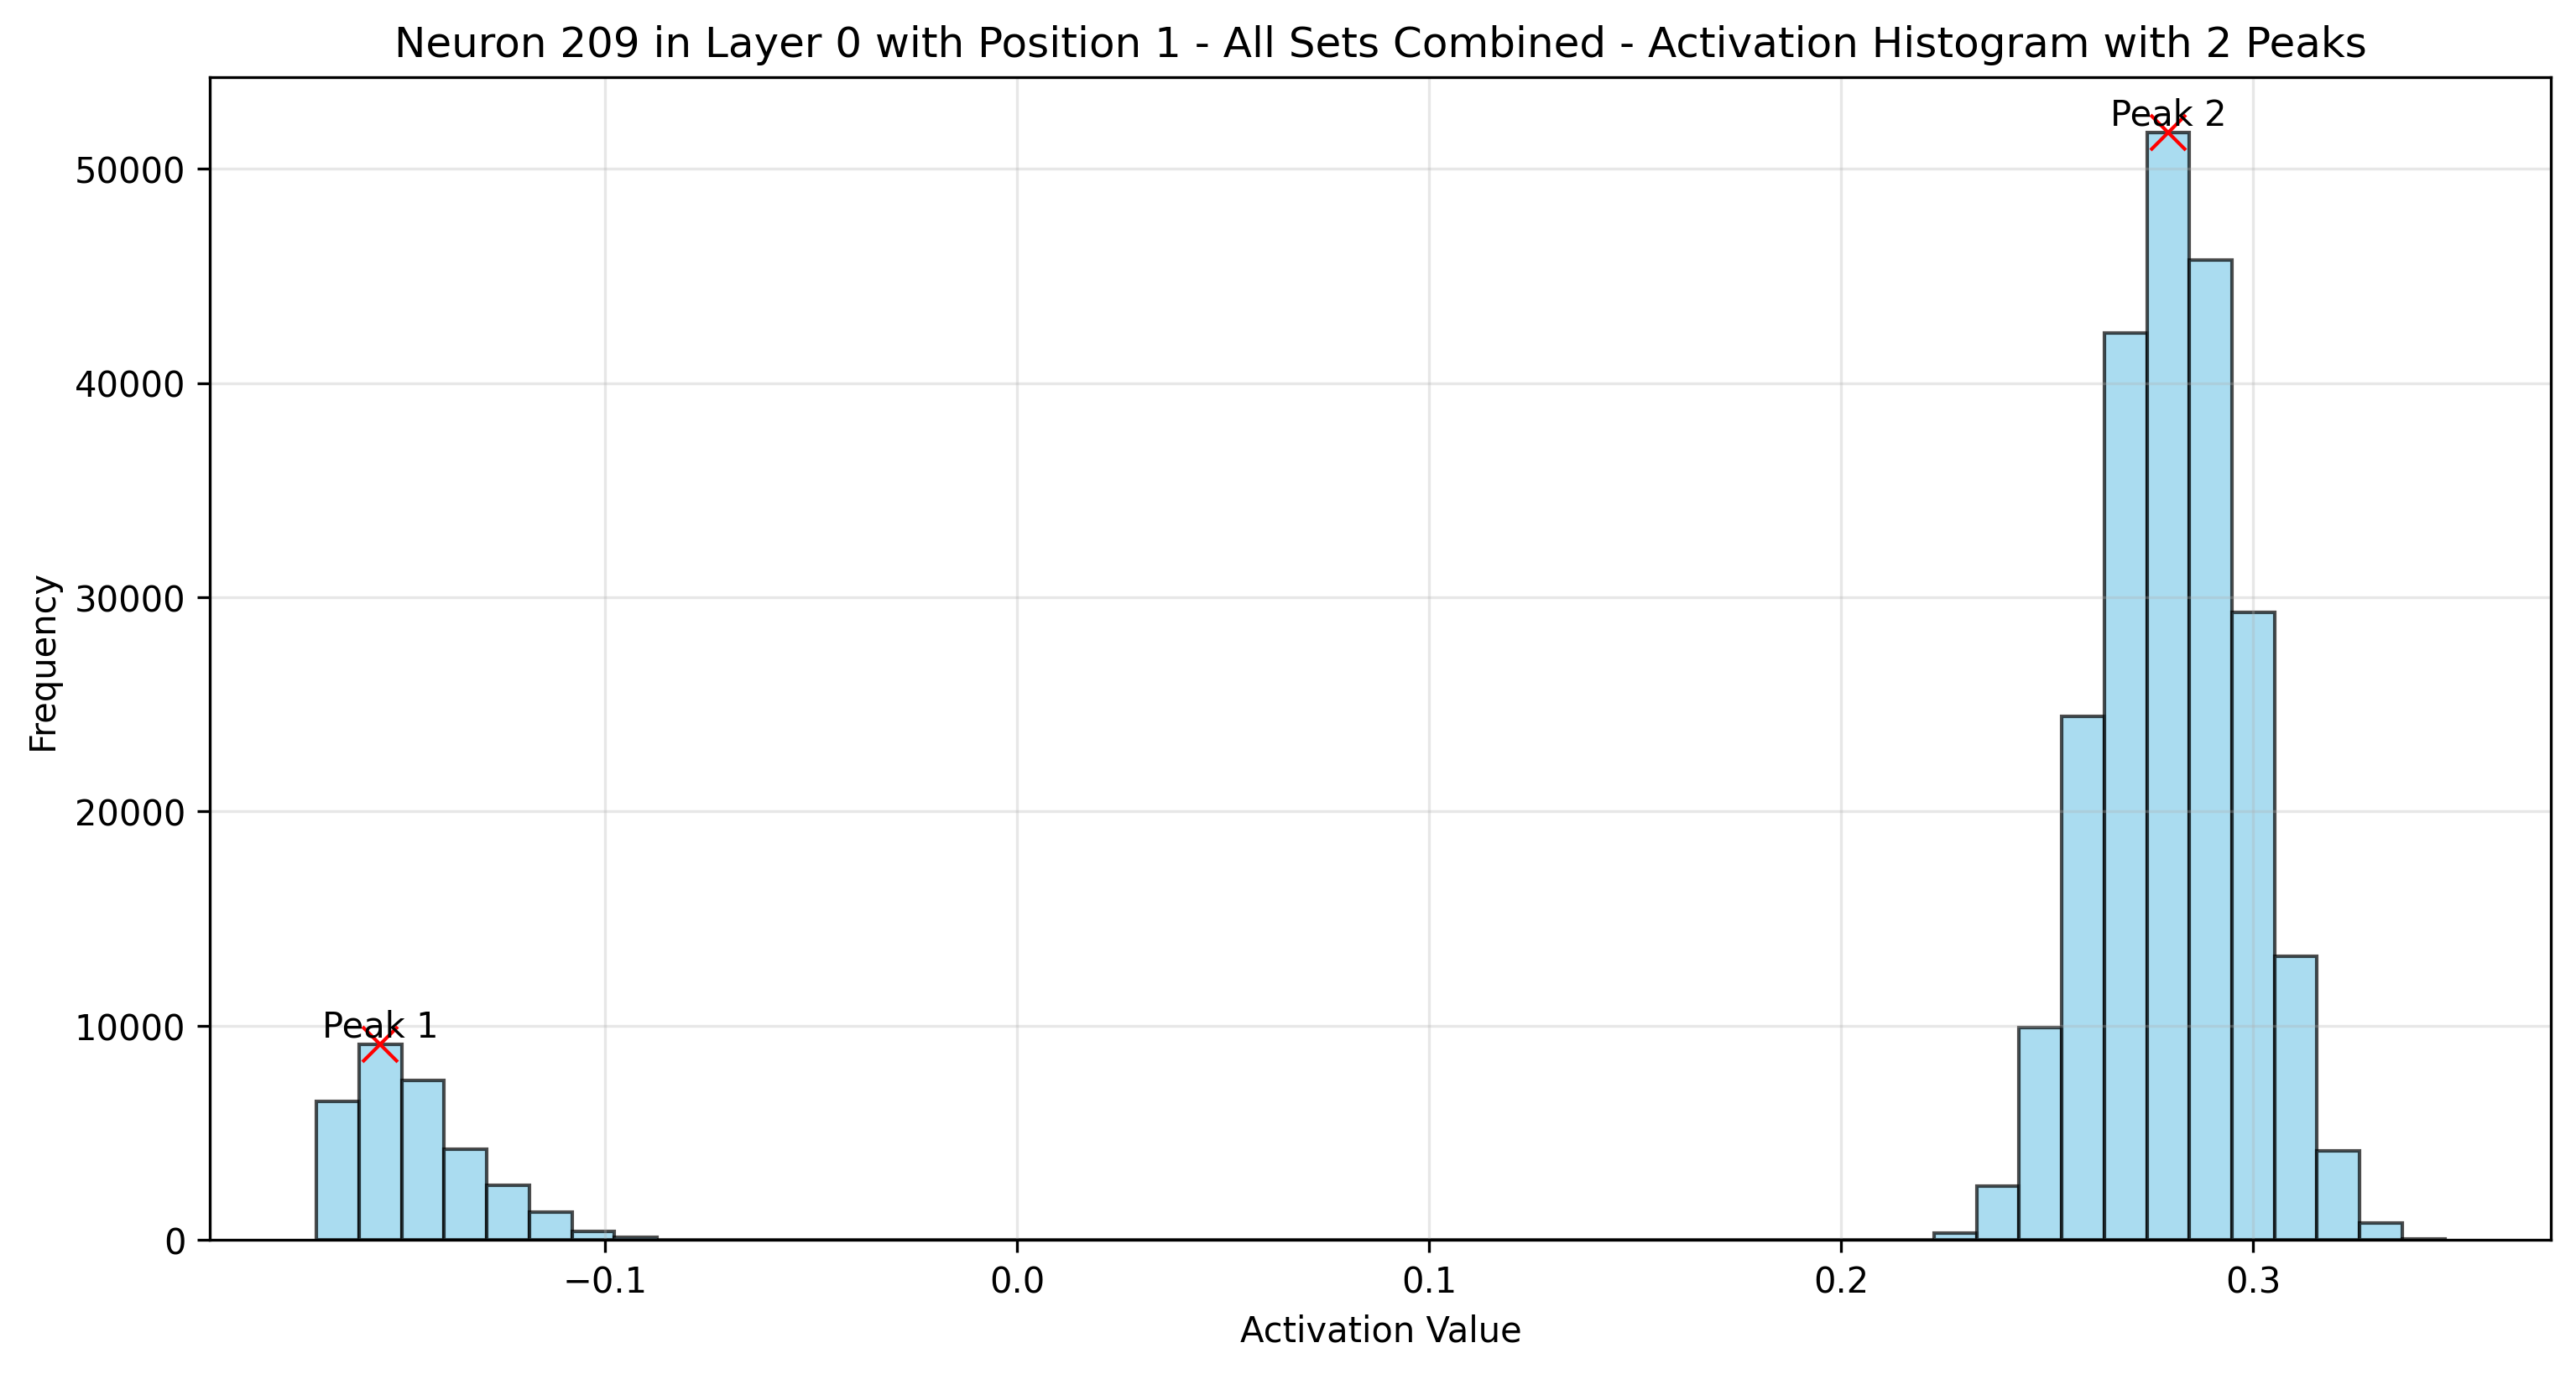 Neuron 209 in Layer 0 with Position 1 - All Sets Combined - Activation Histogram with 2 Peaks
Peak 2
50000
40000
30000
20000
10000
0
Frequency
Peak 1
−0.1
0.0
0.1
0.2
0.3
Activation Value